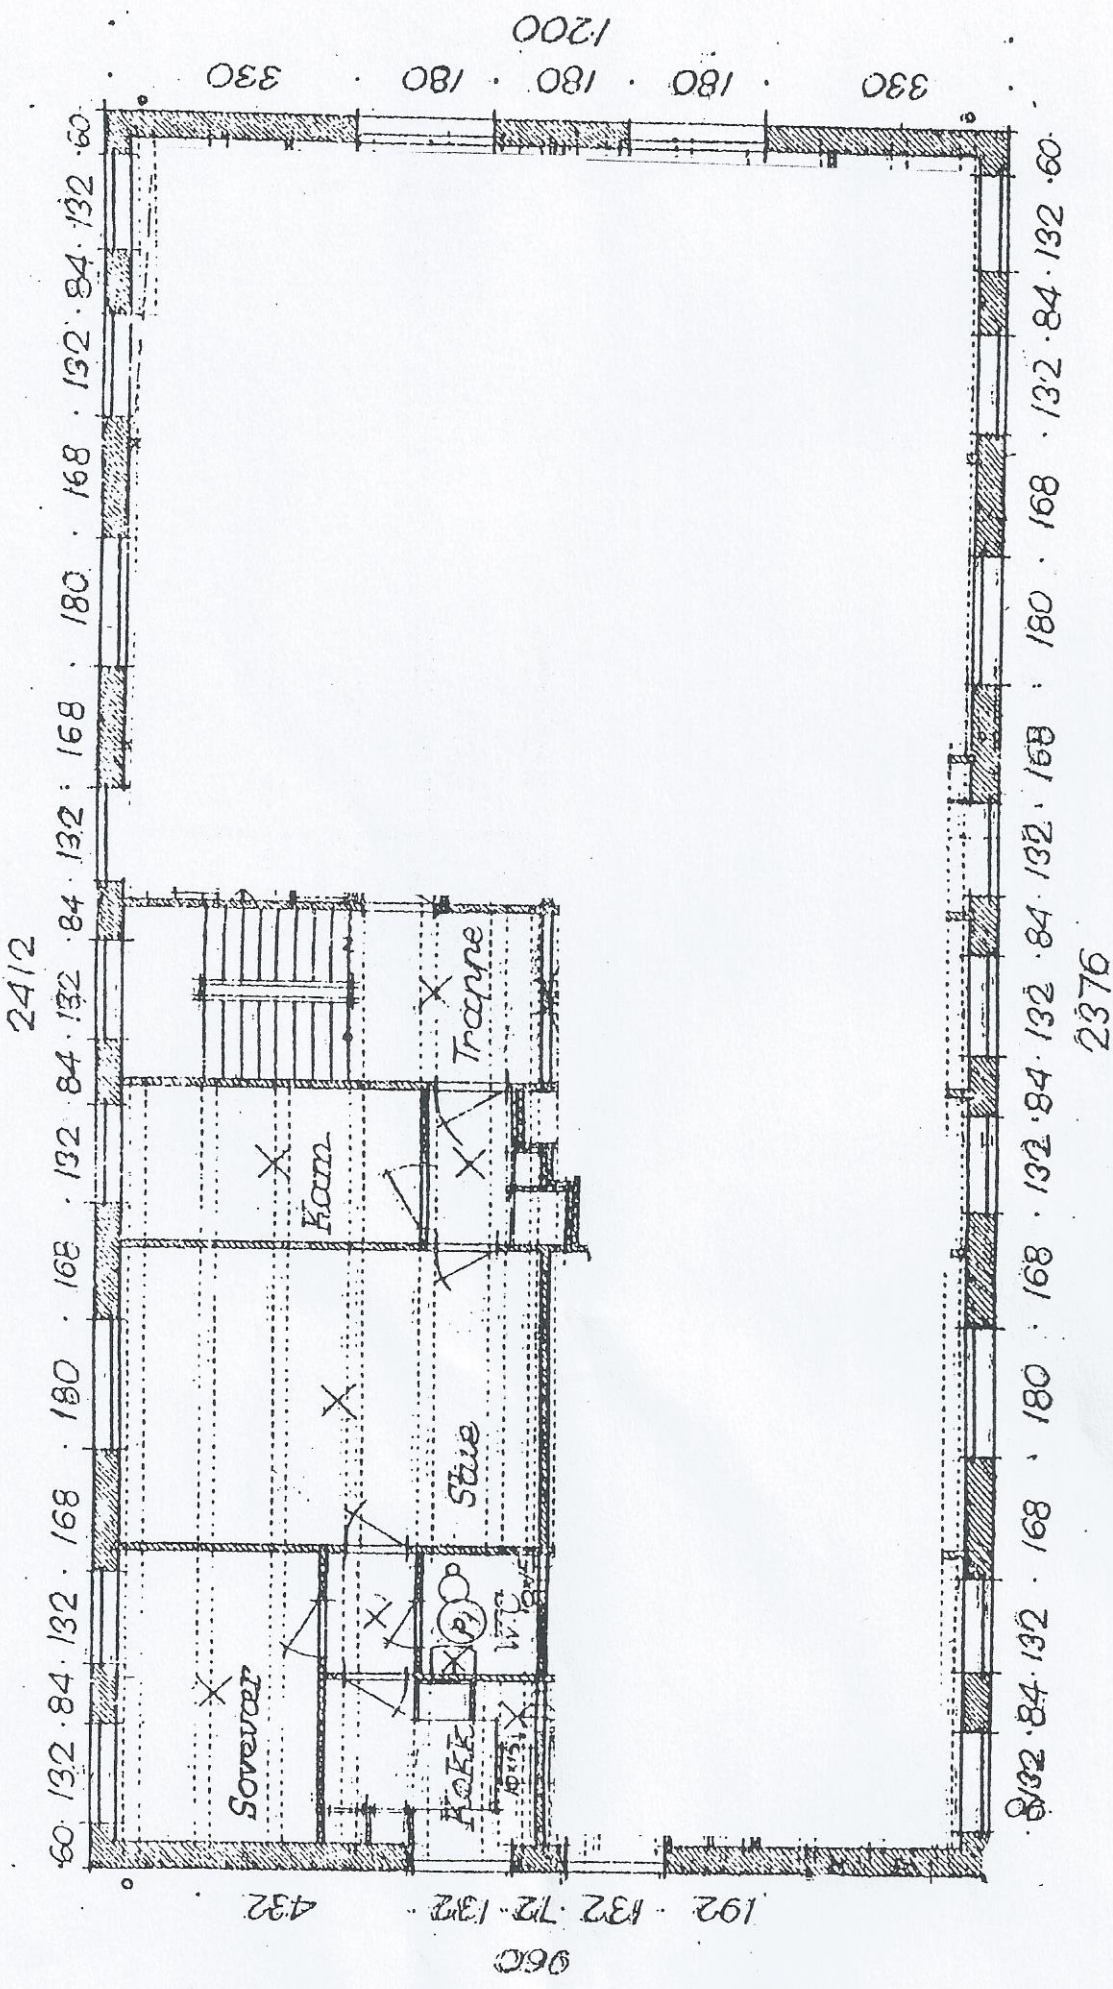 1200
330 · 180 · 180 · 180 330
2412
60 · 132 · 84 · 132 · 168 · 180 · 168 · 132 · 84 · 132 · 84 · 132 · 168 · 180 · 168 · 132 · 84 · 132 · 60
Trappe
Kam
Stue
Soverær
W.C
Køkk
10×15
60 · 132 · 84 · 132 · 168 · 180 · 168 · 132 · 84 · 132 · 84 · 132 · 168 · 180 · 168 · 132 · 84 · 132
2376
432 · 132 · 72 · 132 · 192
960